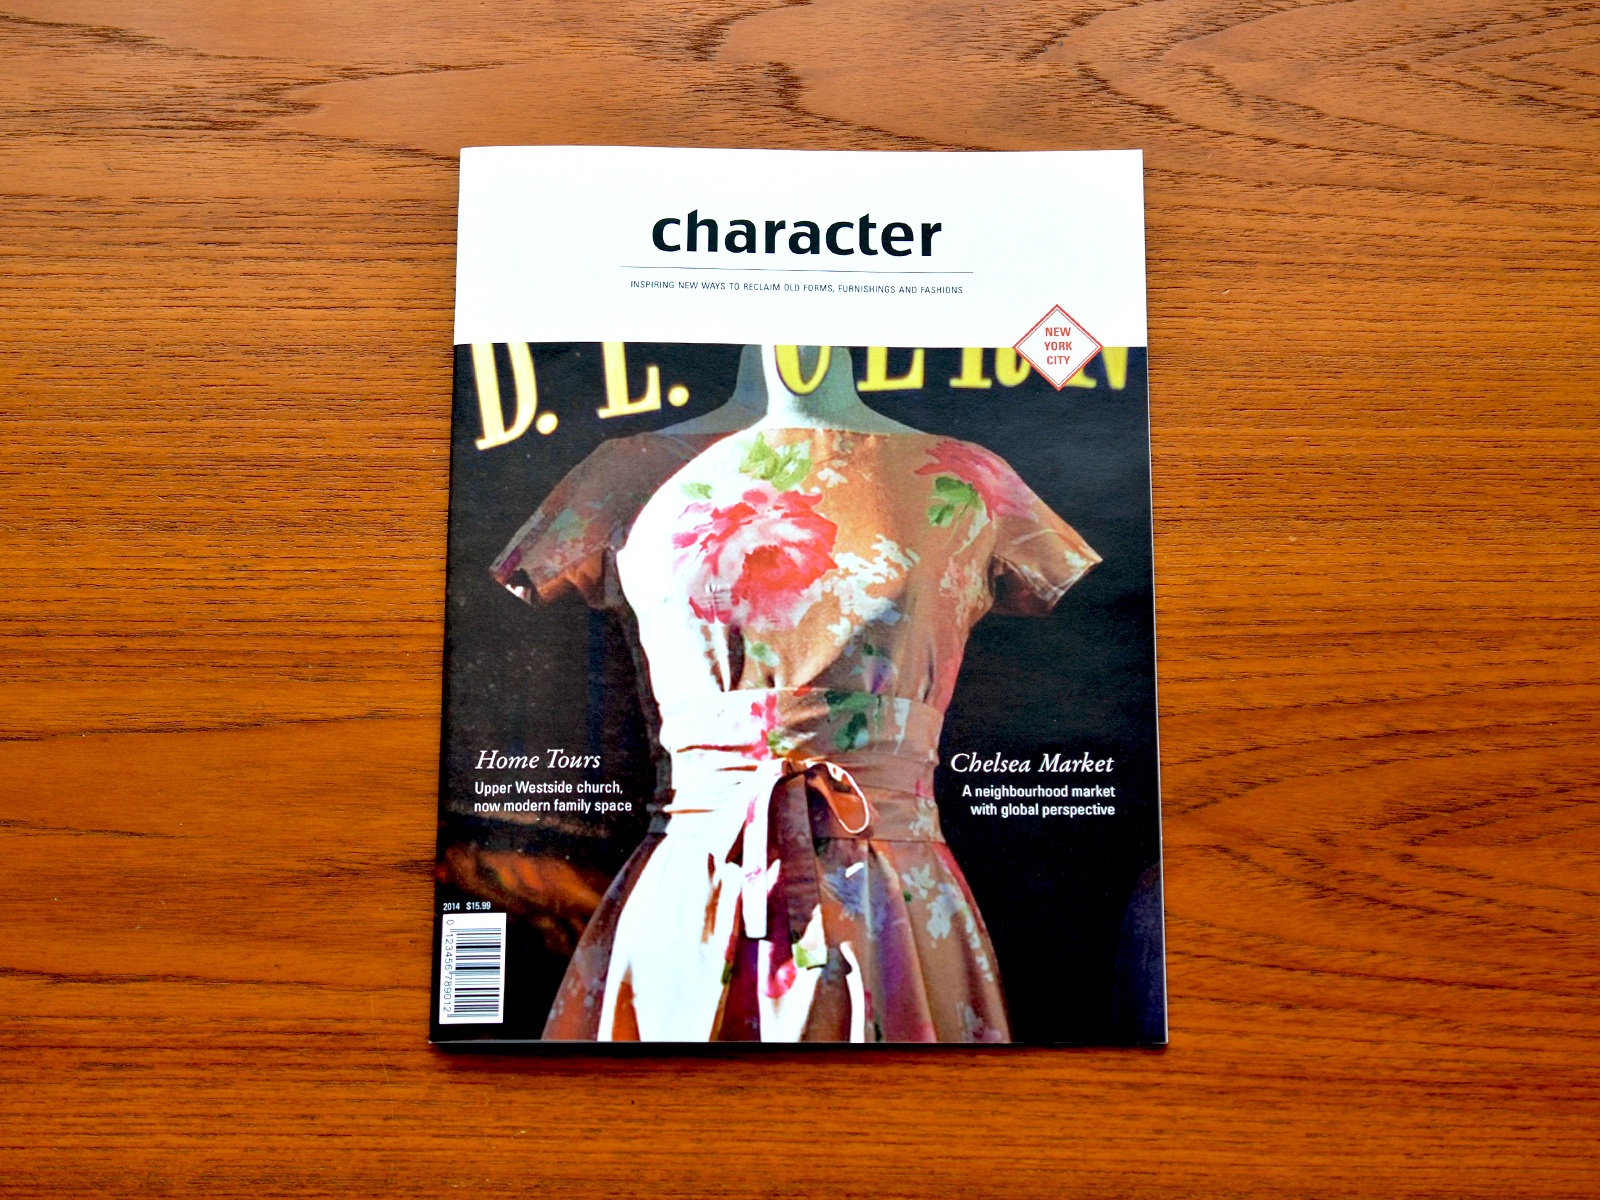 character
INSPIRING NEW WAYS TO RECLAIM OLD FORMS, FURNISHINGS AND FASHIONS
NEW
YORK
CITY
D. L.
Home Tours
Upper Westside church,
now modern family space
Chelsea Market
A neighbourhood market
with global perspective
2014 $15.99
0 123456 789012